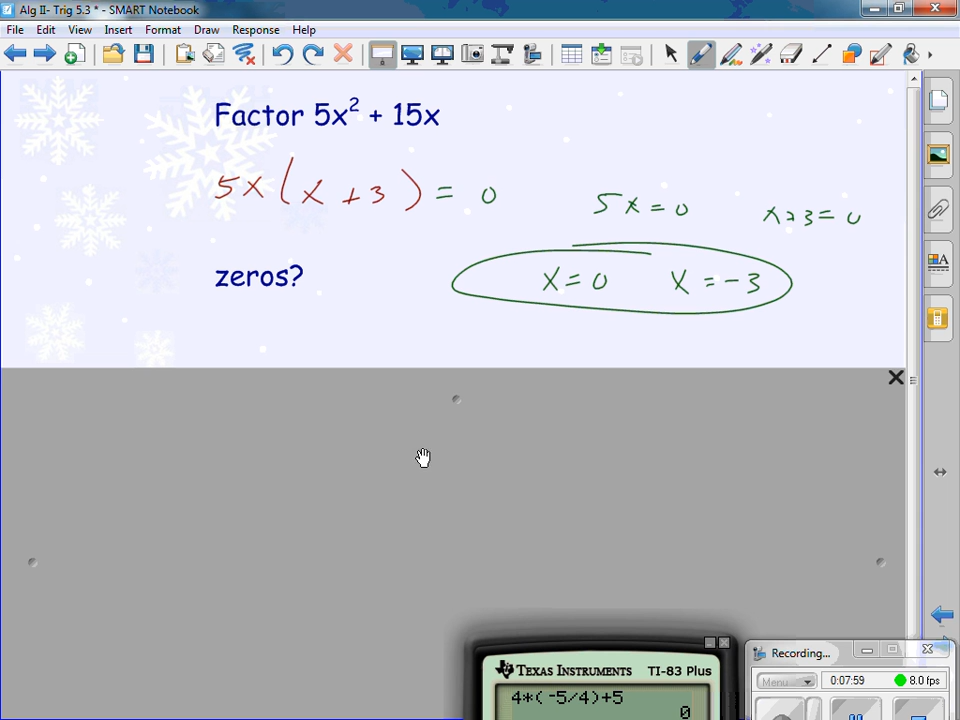 Alg II- Trig 5.3 * - SMART Notebook
File Edit View Insert Format Draw Response Help
Factor 5x² + 15x
5x(x +3) = 0
5x=0 x+3=0
zeros? x=0 x=-3
Recording...
TEXAS INSTRUMENTS TI-83 Plus
Menu... 0:07:59 8.0 fps
4*(-5/4)+5
0